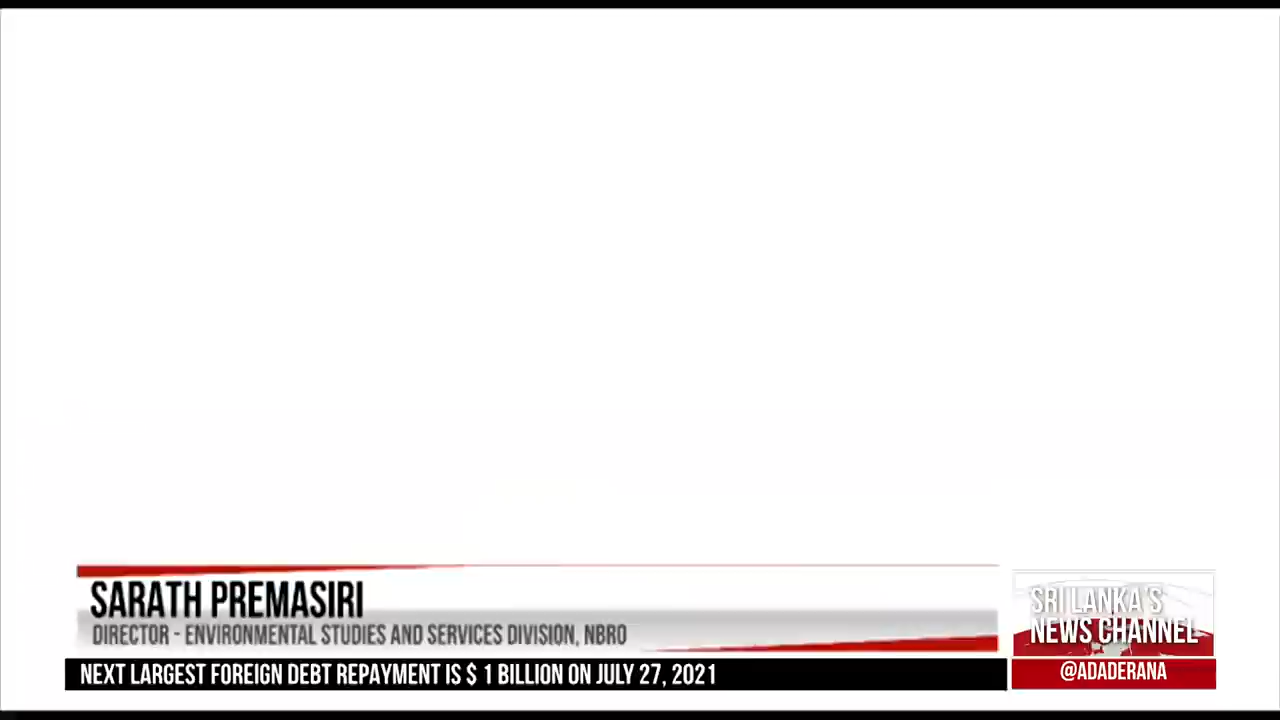 SARATH PREMASIRI
DIRECTOR - ENVIRONMENTAL STUDIES AND SERVICES DIVISION, NBRO
NEXT LARGEST FOREIGN DEBT REPAYMENT IS $ 1 BILLION ON JULY 27, 2021
SRI LANKA'S
NEWS CHANNEL
@ADADERANA